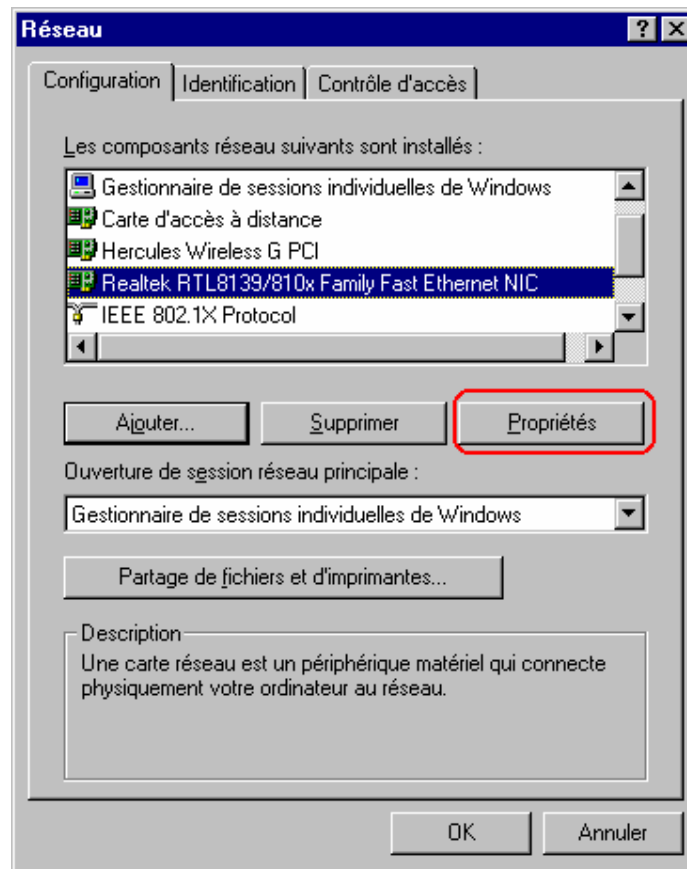 Réseau
Configuration
Identification
Contrôle d'accès
Les composants réseau suivants sont installés :
Gestionnaire de sessions individuelles de Windows
Carte d'accès à distance
Hercules Wireless G PCI
Realtek RTL8139/810x Family Fast Ethernet NIC
IEEE 802.1X Protocol
Ajouter...
Supprimer
Propriétés
Ouverture de session réseau principale :
Gestionnaire de sessions individuelles de Windows
Partage de fichiers et d'imprimantes...
Description
Une carte réseau est un périphérique matériel qui connecte
physiquement votre ordinateur au réseau.
OK
Annuler